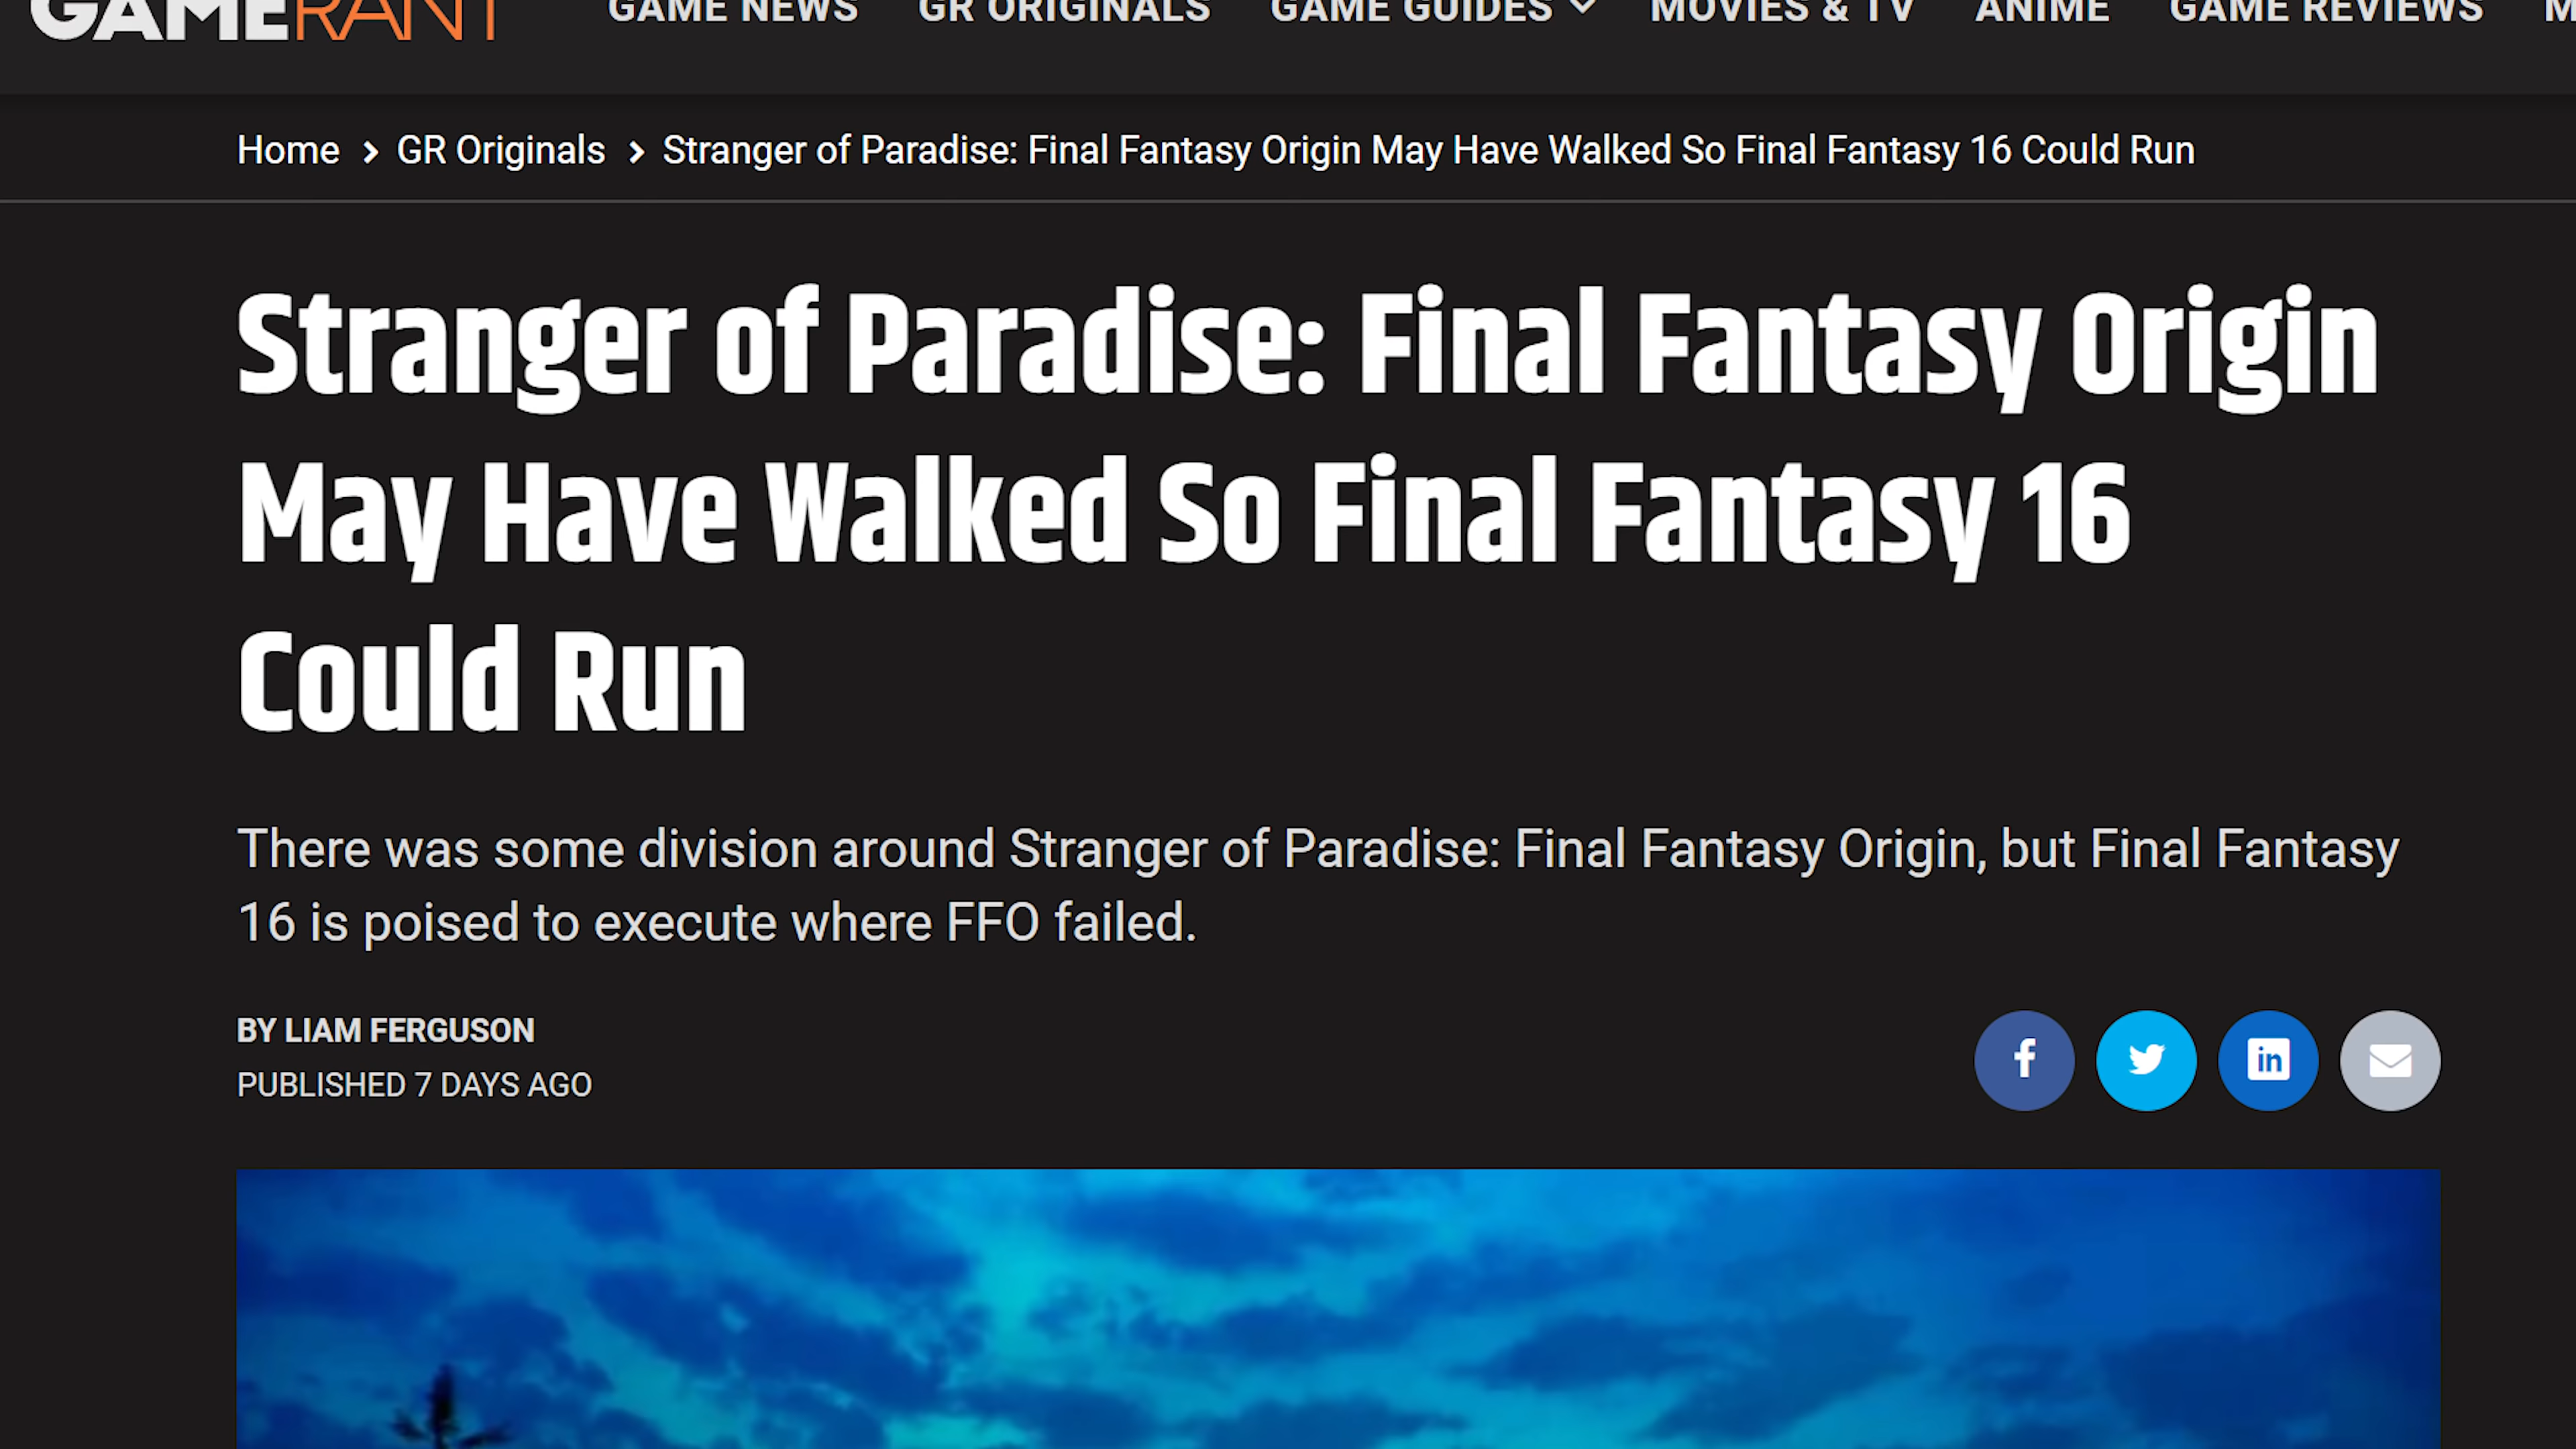 GAMERANT GAME NEWS GR ORIGINALS GAME GUIDES MOVIES & TV ANIME GAME REVIEWS
Home > GR Originals > Stranger of Paradise: Final Fantasy Origin May Have Walked So Final Fantasy 16 Could Run
Stranger of Paradise: Final Fantasy Origin
May Have Walked So Final Fantasy 16
Could Run
There was some division around Stranger of Paradise: Final Fantasy Origin, but Final Fantasy
16 is poised to execute where FFO failed.
BY LIAM FERGUSON
PUBLISHED 7 DAYS AGO
f in